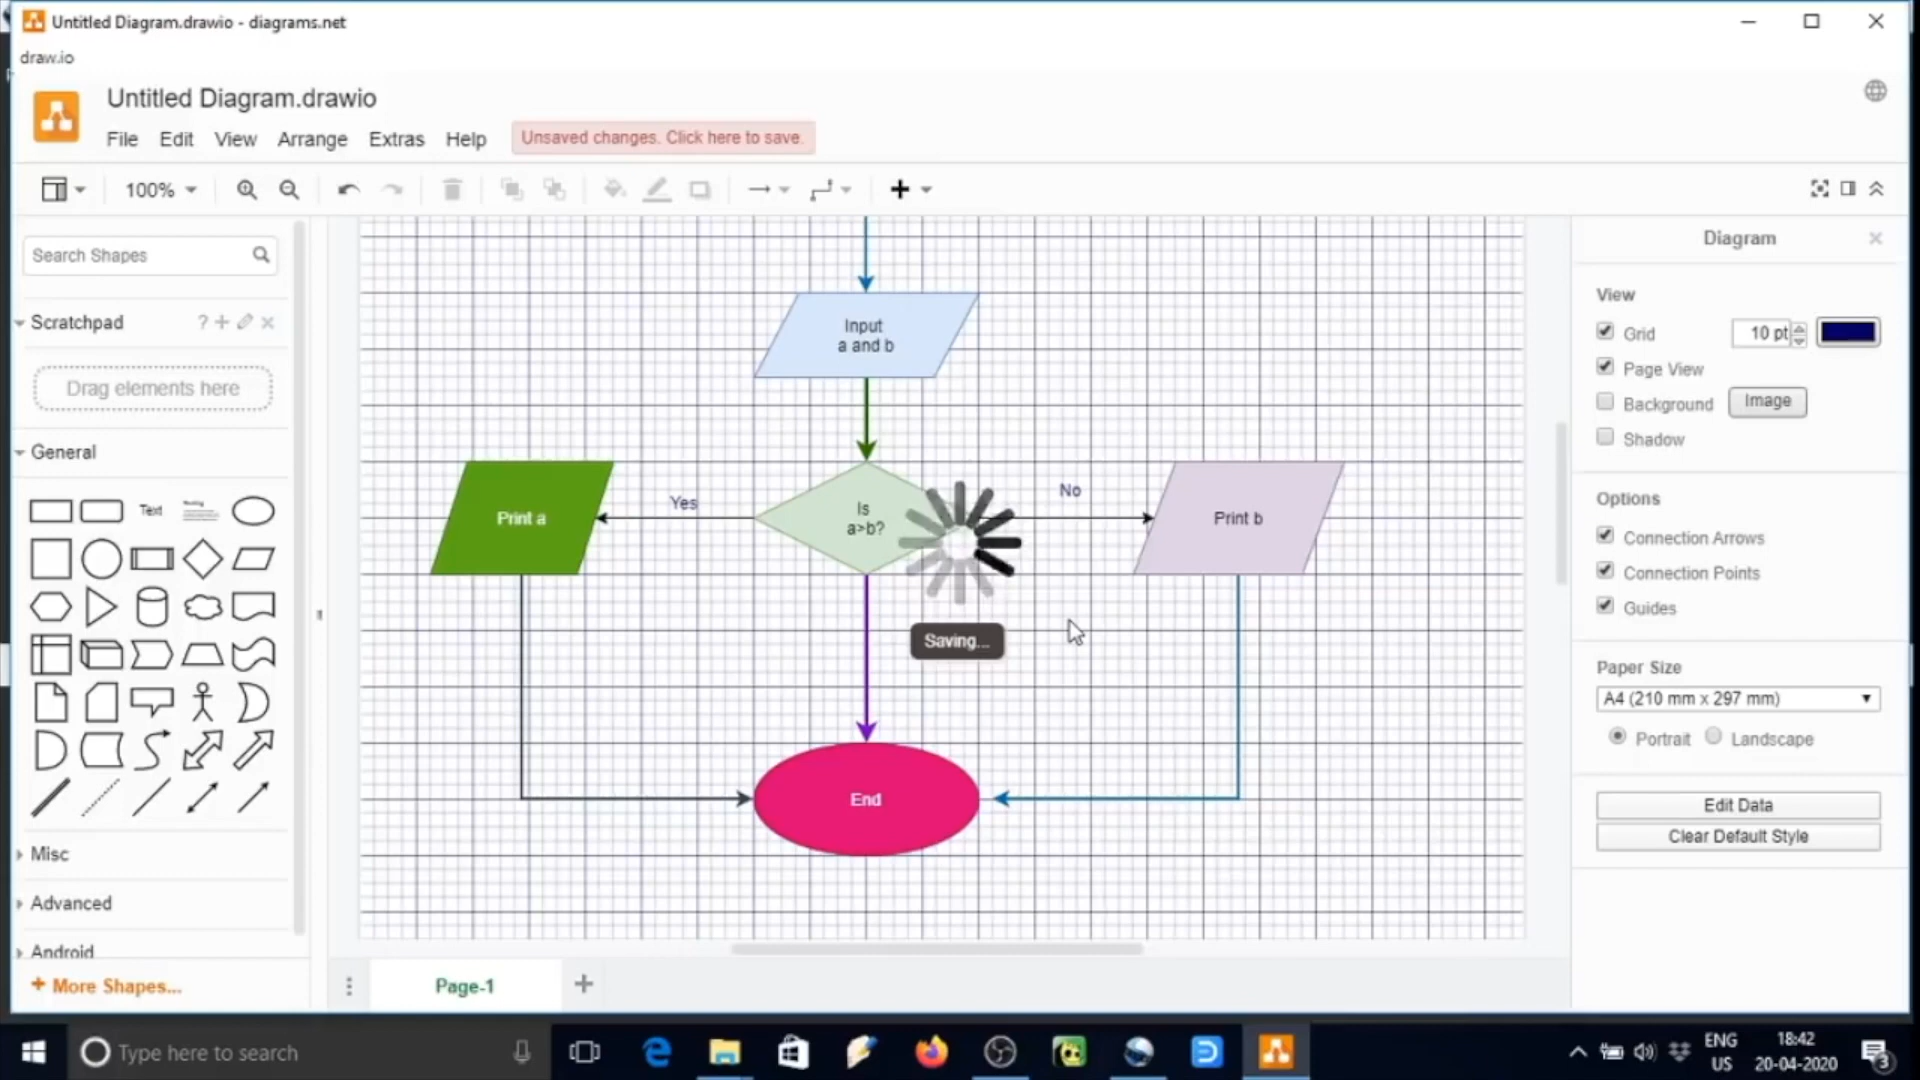 Untitled Diagram.drawio - diagrams.net
draw.io
Untitled Diagram.drawio
File Edit View Arrange Extras Help Unsaved changes. Click here to save.
100%
Search Shapes
Scratchpad ?
Drag elements here
General
Text
Misc
Advanced
Android
+ More Shapes...
Input
a and b
Print a
Yes
Is
a>b?
No
Print b
Saving...
End
Page-1
Diagram
View
Grid 10 pt
Page View
Background Image
Shadow
Options
Connection Arrows
Connection Points
Guides
Paper Size
A4 (210 mm x 297 mm)
Portrait Landscape
Edit Data
Clear Default Style
Type here to search
ENG
US
18:42
20-04-2020
3